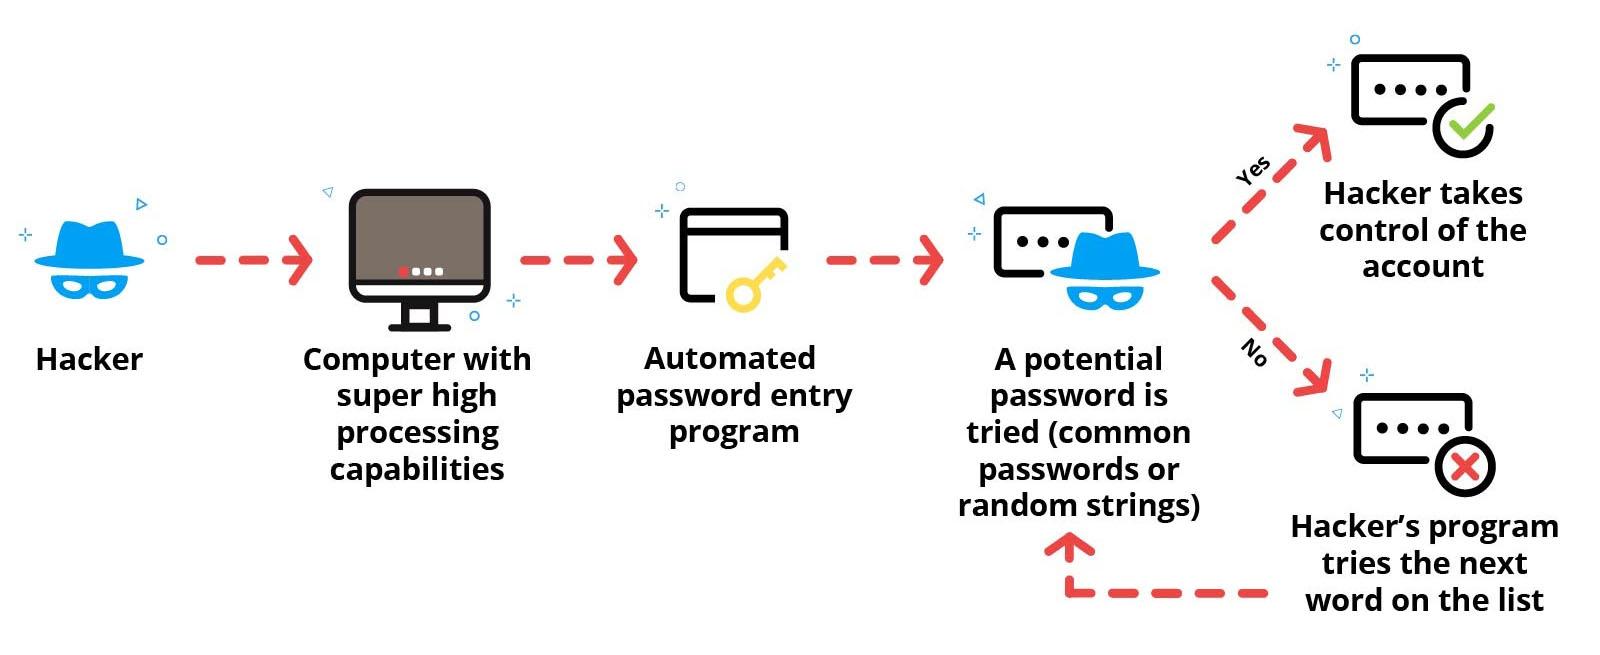 Hacker
Computer with
super high
processing
capabilities
Automated
password entry
program
A potential
password is
tried (common
passwords or
random strings)
Yes
Hacker takes
control of the
account
No
Hacker’s program
tries the next
word on the list